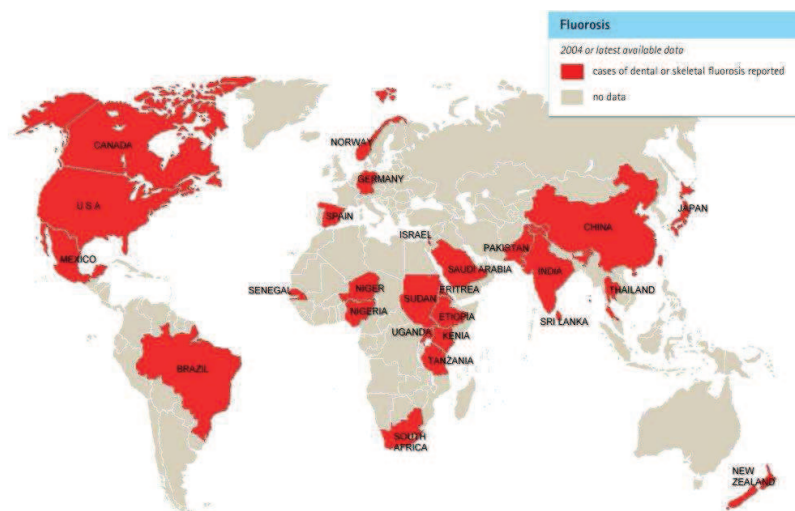 Fluorosis
2004 or latest available data
cases of dental or skeletal fluorosis reported
no data
CANADA
U S A
MEXICO
BRAZIL
NORWAY
GERMANY
SPAIN
ISRAEL
SAUDI ARABIA
PAKISTAN
INDIA
CHINA
JAPAN
THAILAND
SRI LANKA
SENEGAL
NIGER
NIGERIA
SUDAN
ERITREA
ETIOPIA
UGANDA
KENIA
TANZANIA
SOUTH
AFRICA
NEW
ZEALAND